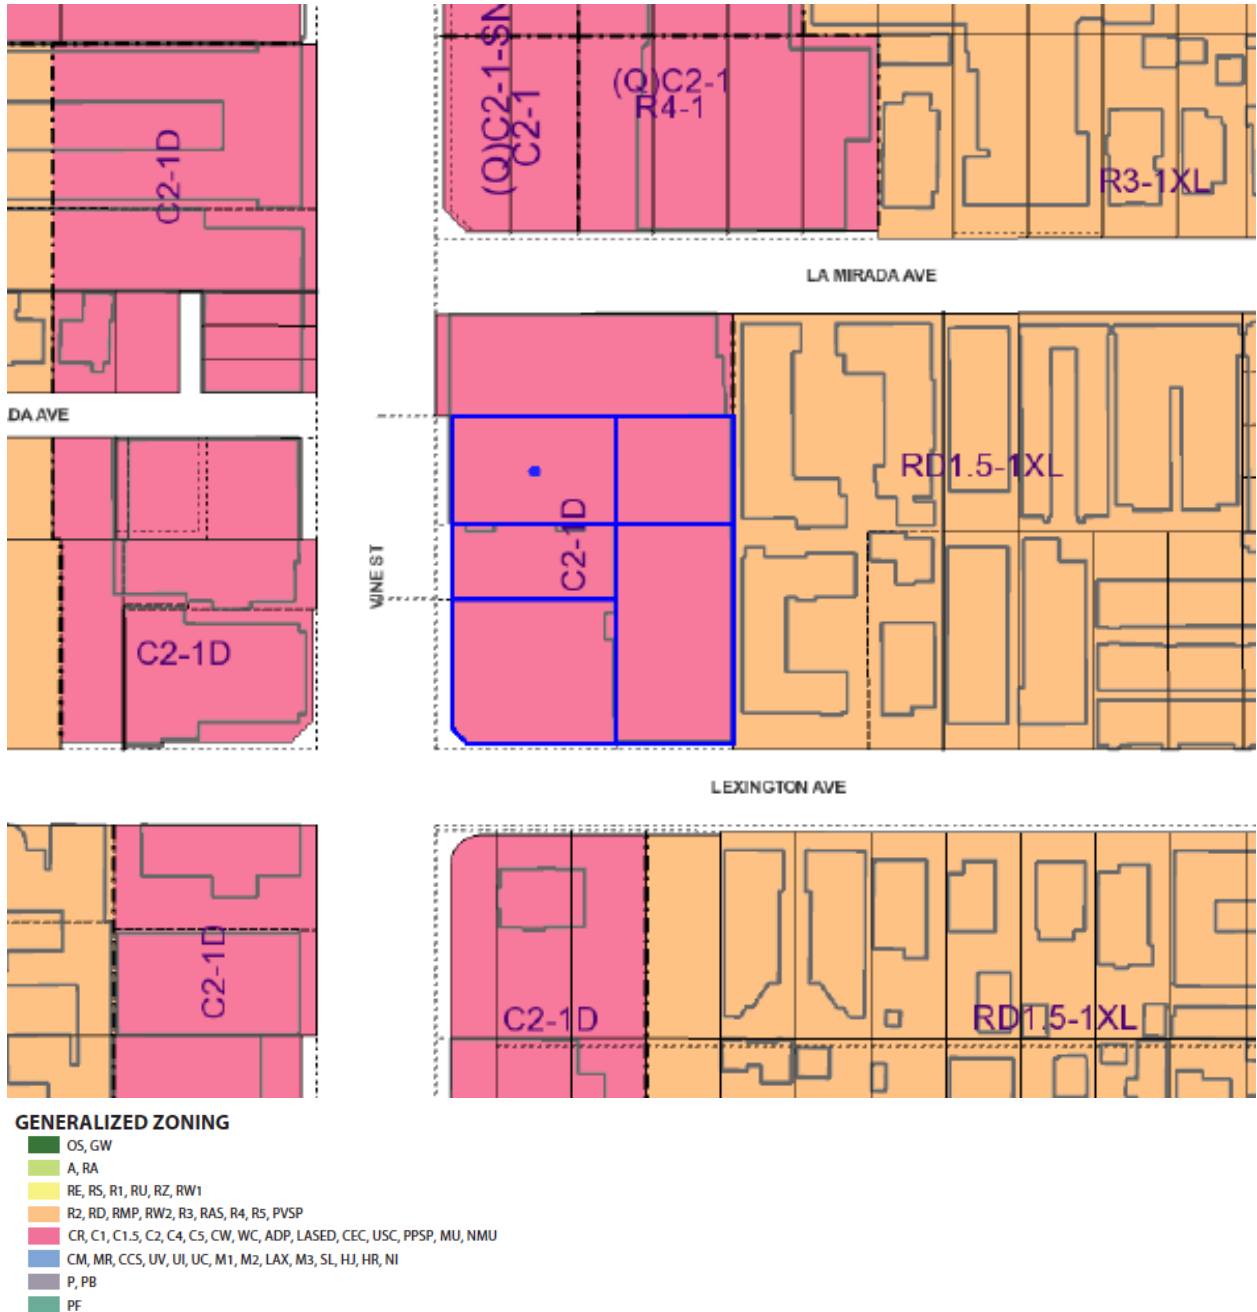 (Q)C2-1-SN
C2-1
(Q)C2-1
R4-1
C2-1D
R3-1XL
LA MIRADA AVE
DA AVE
RD1.5-1XL
C2-1D
VINE ST
C2-1D
LEXINGTON AVE
C2-1D
C2-1D
RD1.5-1XL
GENERALIZED ZONING
OS, GW
A, RA
RE, RS, R1, RU, RZ, RW1
R2, RD, RMP, RW2, R3, RAS, R4, R5, PVSP
CR, C1, C1.5, C2, C4, C5, CW, WC, ADP, LASED, CEC, USC, PPSP, MU, NMU
CM, MR, CCS, UV, UI, UC, M1, M2, LAX, M3, SL, HJ, HR, NI
P, PB
PF